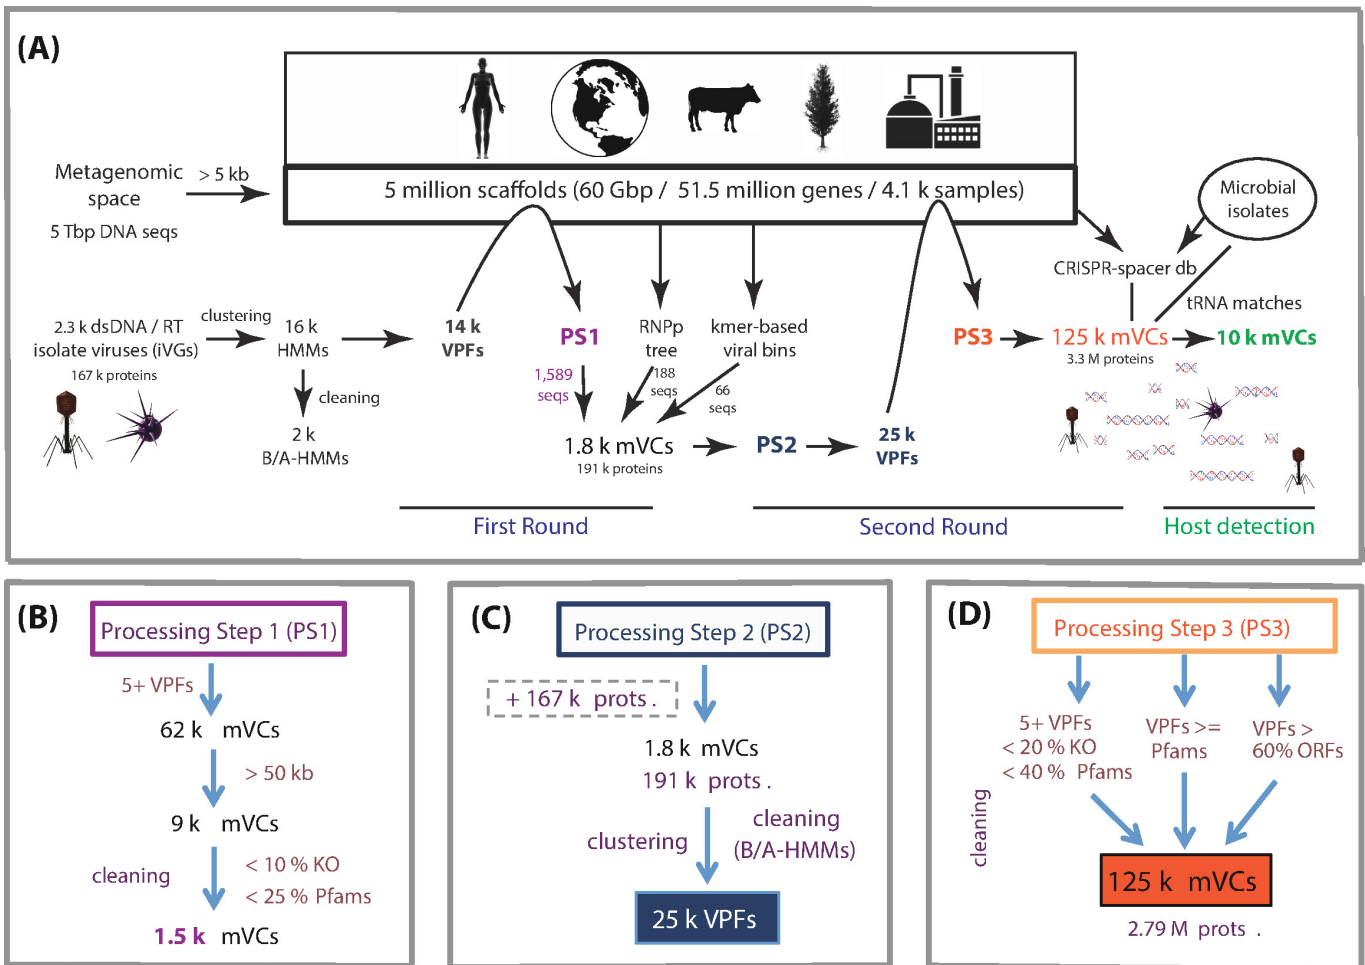 (A)
Metagenomic
space
5 Tbp DNA seqs
> 5 kb
5 million scaffolds (60 Gbp / 51.5 million genes / 4.1 k samples)
Microbial
isolates
CRISPR-spacer db
2.3 k dsDNA / RT
isolate viruses (iVGs)
167 k proteins
clustering
16 k
HMMs
cleaning
2 k
B/A-HMMs
14 k
VPFs
PS1
1,589
seqs
RNPp
tree
188
seqs
kmer-based
viral bins
66
seqs
1.8 k mVCs
191 k proteins
PS2
25 k
VPFs
PS3
125 k mVCs
3.3 M proteins
tRNA matches
10 k mVCs
First Round
Second Round
Host detection
(B)
Processing Step 1 (PS1)
5+ VPFs
62 k mVCs
> 50 kb
9 k mVCs
cleaning
< 10 % KO
< 25 % Pfams
1.5 k mVCs
(C)
Processing Step 2 (PS2)
+ 167 k prots .
1.8 k mVCs
191 k prots .
clustering
cleaning
(B/A-HMMs)
25 k VPFs
(D)
Processing Step 3 (PS3)
cleaning
5+ VPFs
< 20 % KO
< 40 % Pfams
VPFs >=
Pfams
VPFs >
60% ORFs
125 k mVCs
2.79 M prots .